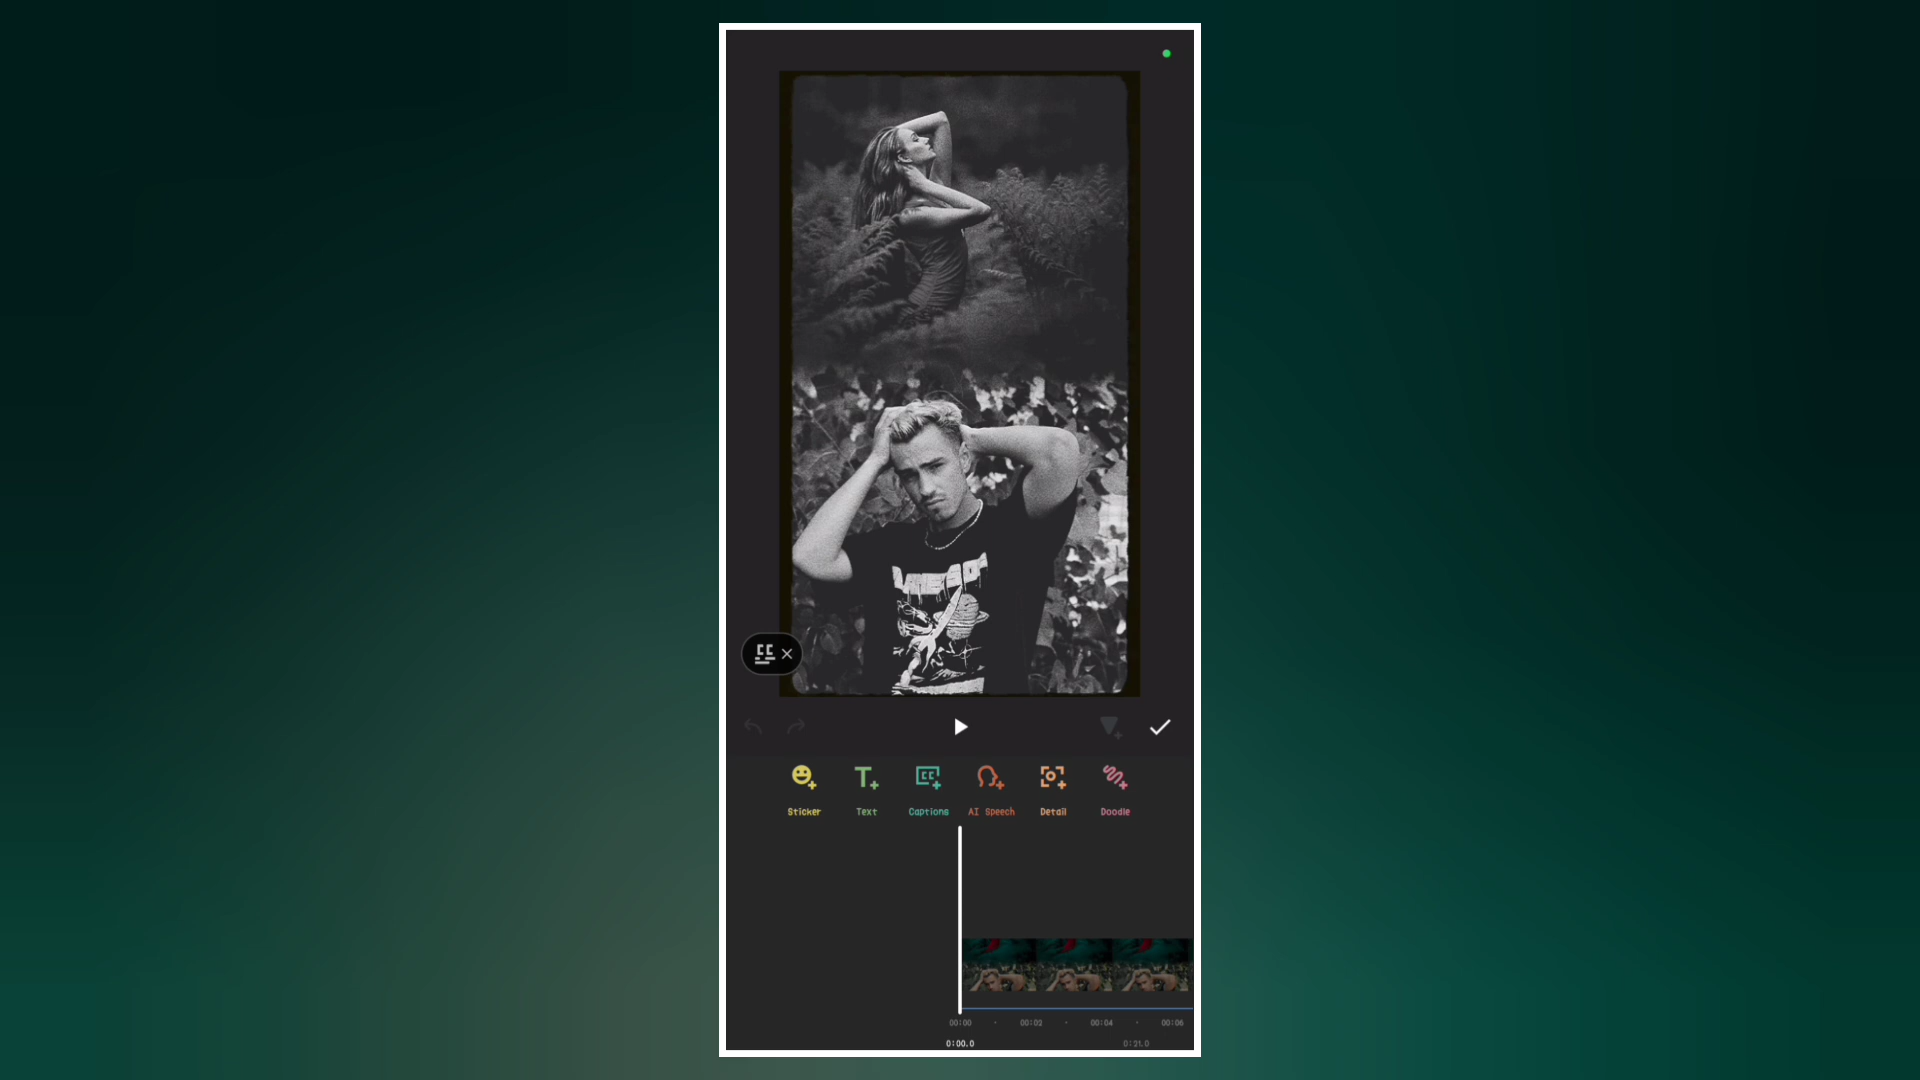 Sticker
Text
Captions
AI Speech
Detail
Doodle
00:00 · 00:02 · 00:04 · 00:06
0:00.0 0:21.0